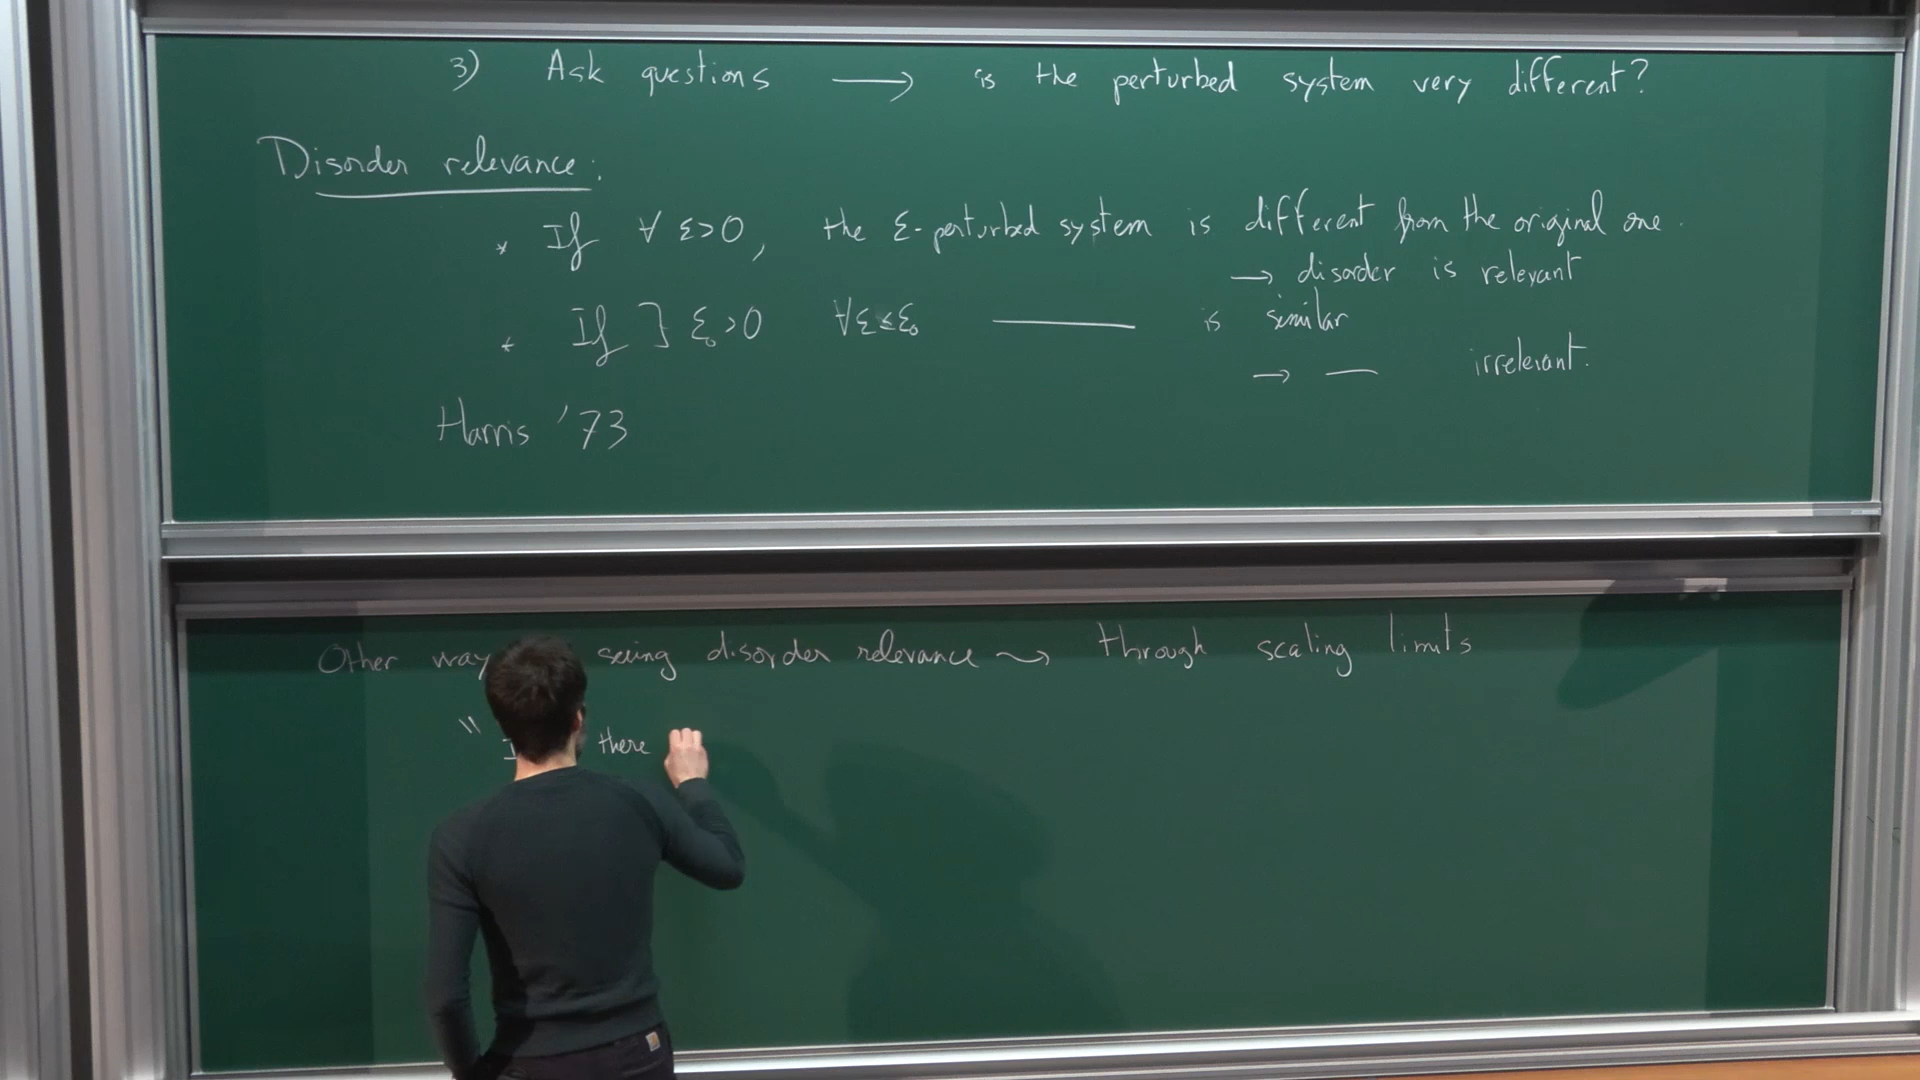 3) Ask questions ⟶ is the perturbed system very different?
Disorder relevance:
* If ∀ ε>0, the ε-perturbed system is different from the original one.
→ disorder is relevant
* If ∃ ε₀>0 ∀ε≤ε₀ ——— is similar
→ — irrelevant.
Harris '73
Other way seeing disorder relevance ⇝ through scaling limits
" there